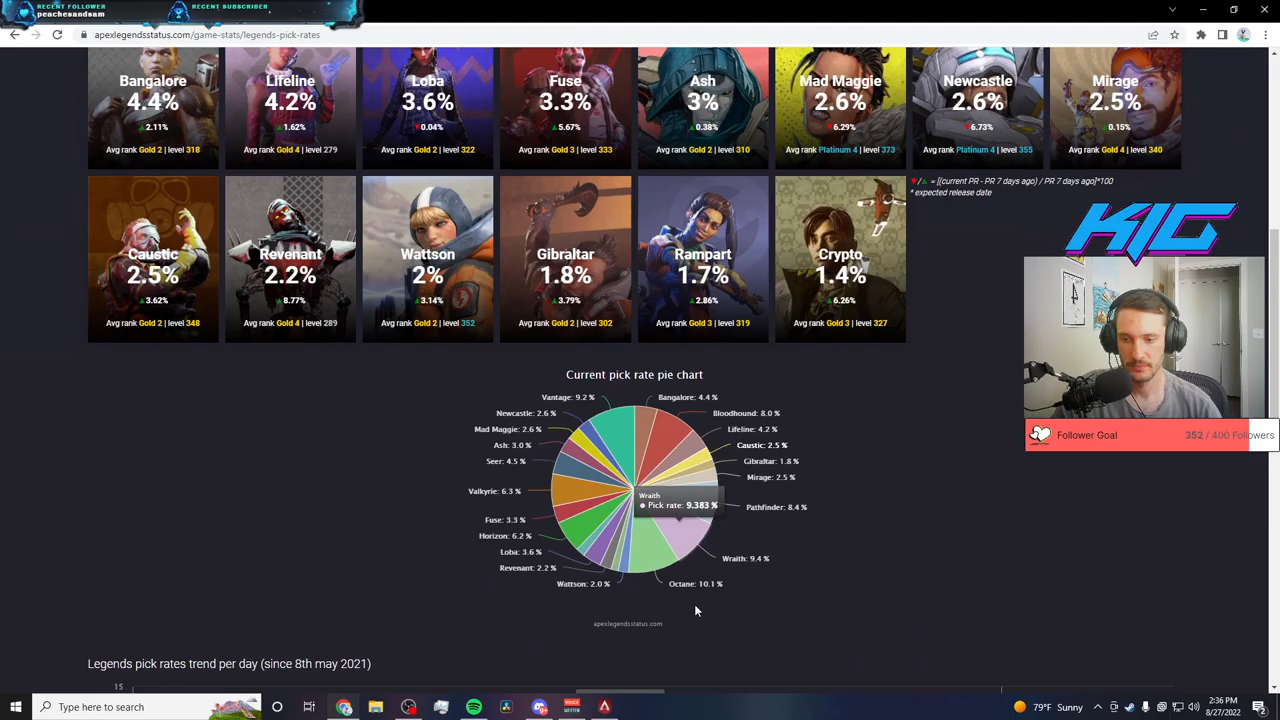 RECENT FOLLOWER
peachesandsam
RECENT SUBSCRIBER
apexlegendsstatus.com/game-stats/legends-pick-rates
Bangalore
4.4%
▲2.11%
Avg rank Gold 2 | level 318
Lifeline
4.2%
▲1.62%
Avg rank Gold 4 | level 279
Loba
3.6%
▼0.04%
Avg rank Gold 2 | level 322
Fuse
3.3%
▲5.67%
Avg rank Gold 3 | level 333
Ash
3%
▲0.38%
Avg rank Gold 2 | level 310
Mad Maggie
2.6%
▼6.29%
Avg rank Platinum 4 | level 373
Newcastle
2.6%
▼6.73%
Avg rank Platinum 4 | level 355
Mirage
2.5%
▲0.15%
Avg rank Gold 4 | level 340
Caustic
2.5%
▲3.62%
Avg rank Gold 2 | level 348
Revenant
2.2%
▲8.77%
Avg rank Gold 4 | level 289
Wattson
2%
▲3.14%
Avg rank Gold 2 | level 352
Gibraltar
1.8%
▲3.79%
Avg rank Gold 2 | level 302
Rampart
1.7%
▲2.86%
Avg rank Gold 3 | level 319
Crypto
1.4%
▲6.26%
Avg rank Gold 3 | level 327
▼/▲ = [(current PR - PR 7 days ago) / PR 7 days ago]*100
* expected release date
KIG
Follower Goal
352 / 400 Followers
Current pick rate pie chart
Vantage: 9.2 %
Bangalore: 4.4 %
Newcastle: 2.6 %
Bloodhound: 8.0 %
Mad Maggie: 2.6 %
Lifeline: 4.2 %
Ash: 3.0 %
Caustic: 2.5 %
Seer: 4.5 %
Gibraltar: 1.8 %
Mirage: 2.5 %
Valkyrie: 6.3 %
Wraith
● Pick rate: 9.383 %
Pathfinder: 8.4 %
Fuse: 3.3 %
Horizon: 6.2 %
Loba: 3.6 %
Wraith: 9.4 %
Revenant: 2.2 %
Wattson: 2.0 %
Octane: 10.1 %
apexlegendsstatus.com
Legends pick rates trend per day (since 8th may 2021)
15
Type here to search
79°F Sunny
2:36 PM
8/27/2022